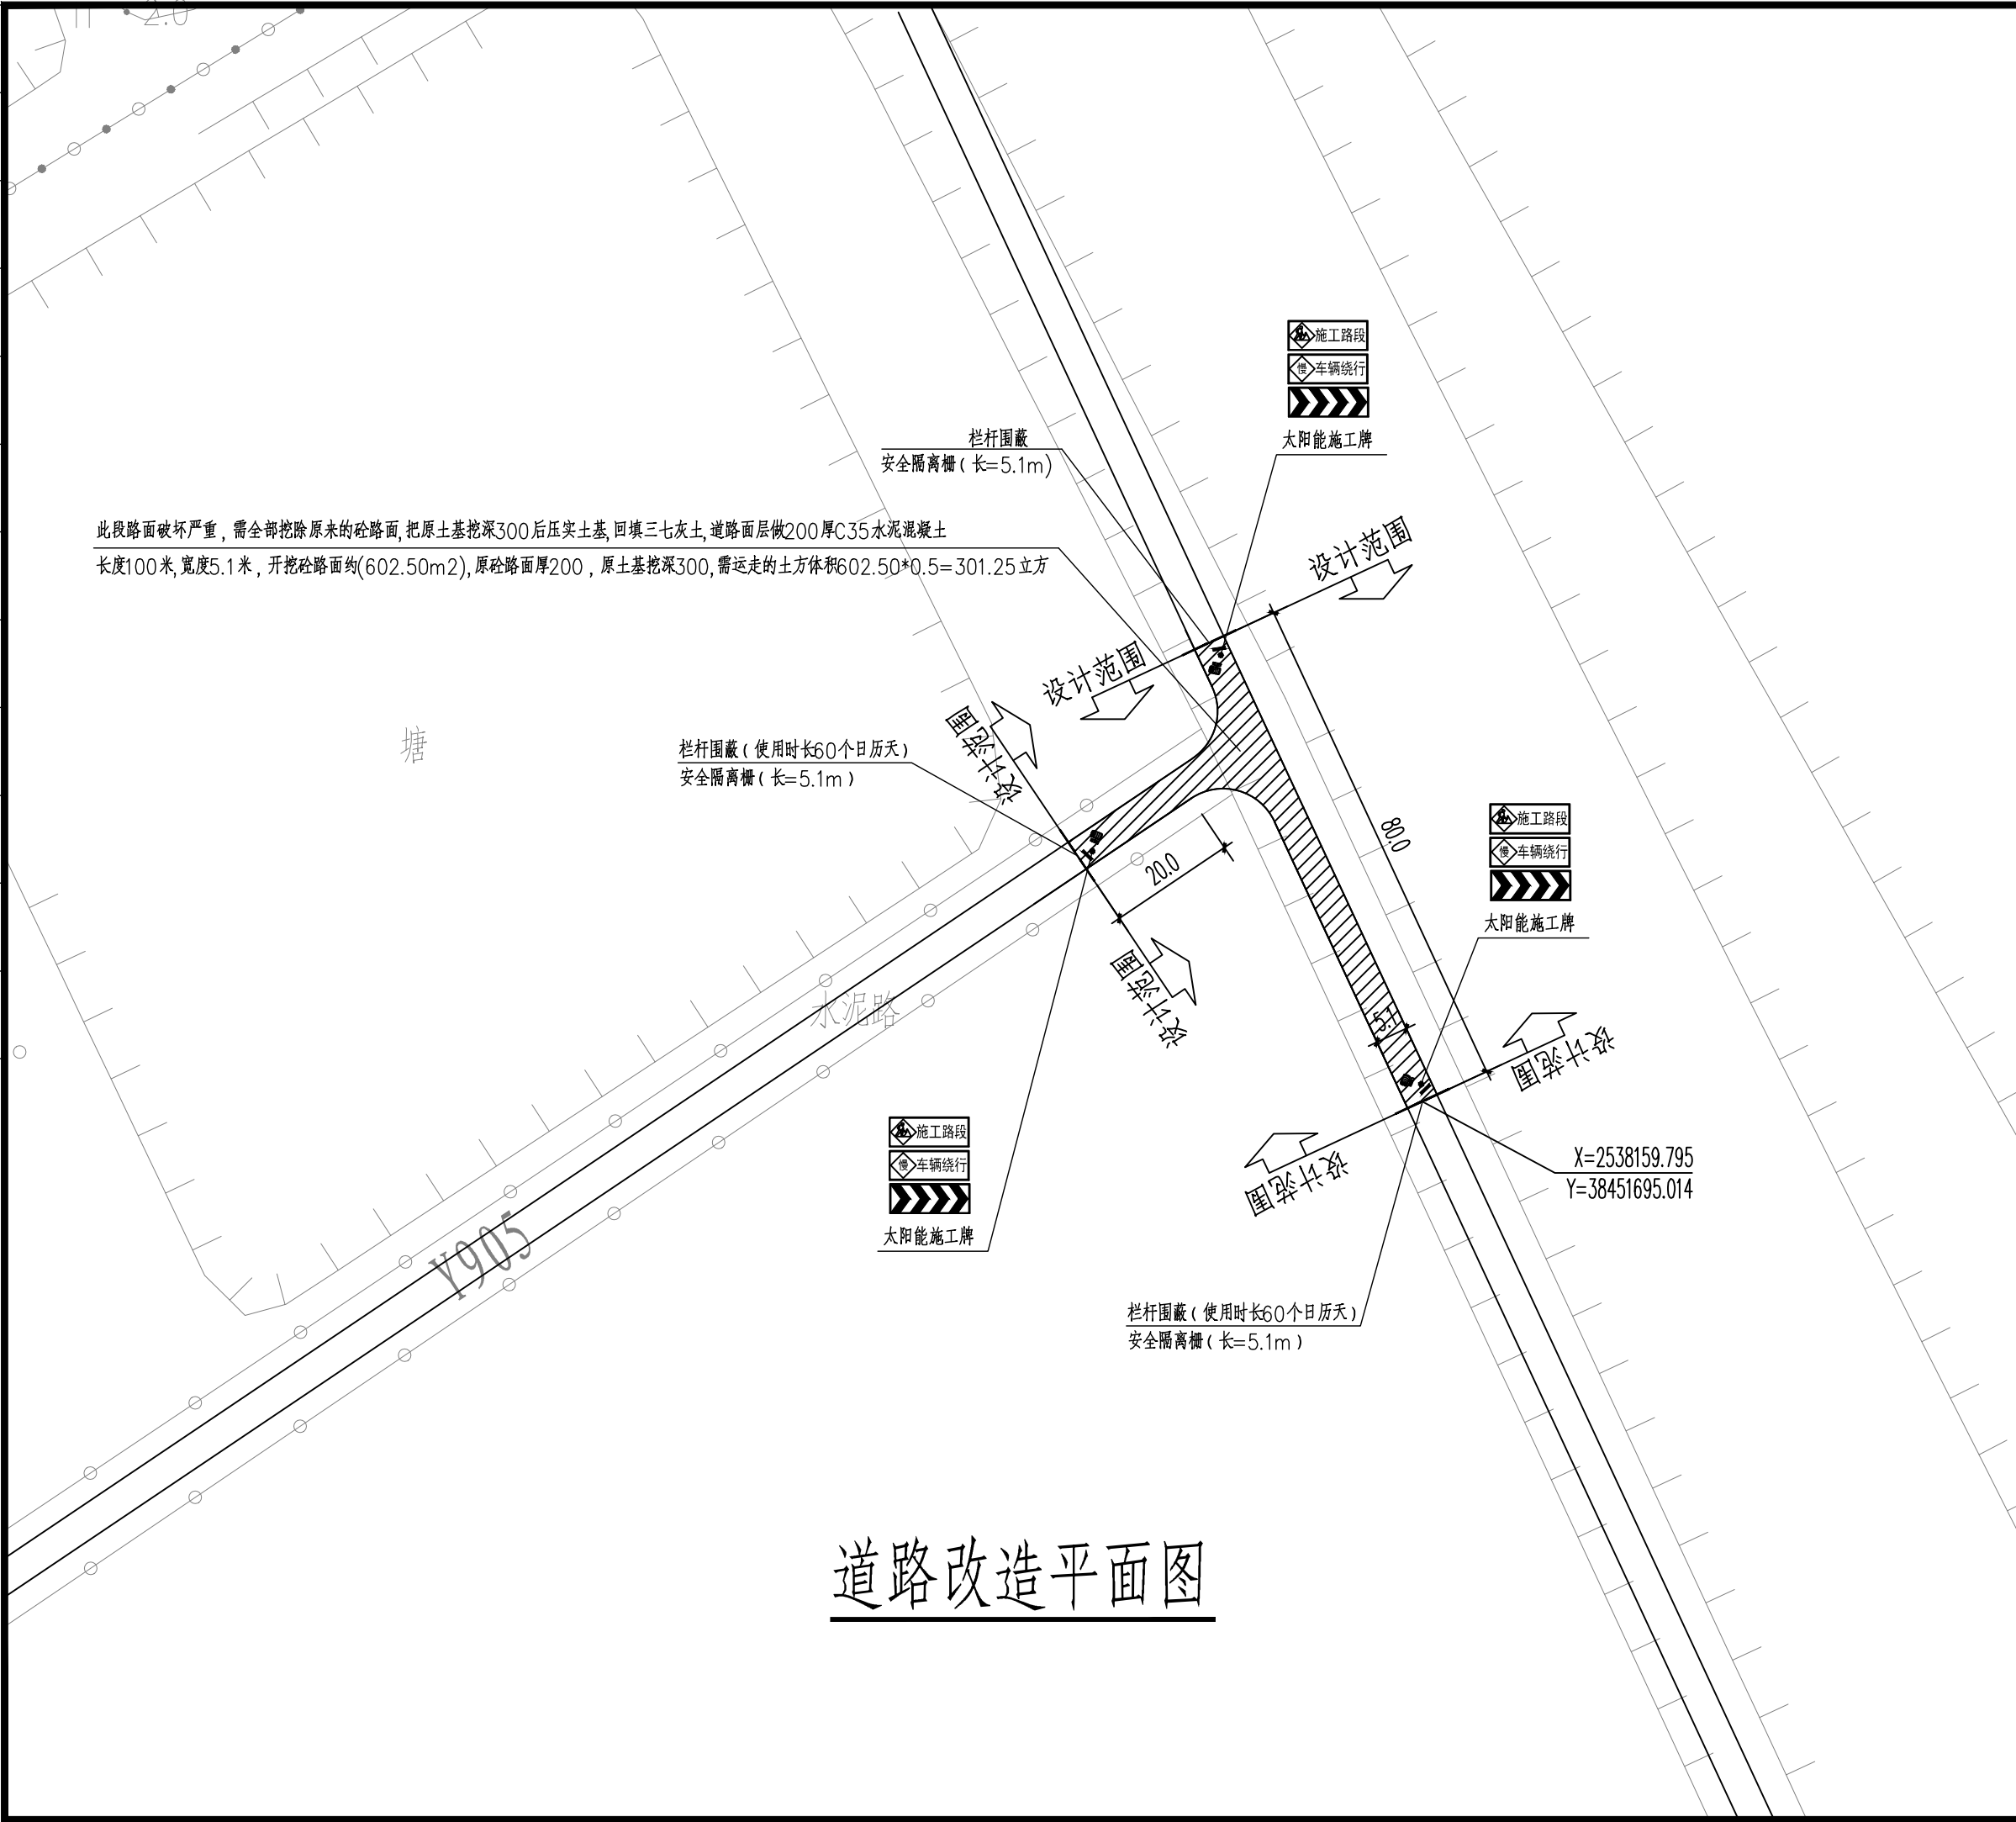 2.0
施工路段
慢 车辆绕行
太阳能施工牌
栏杆围蔽
安全隔离栅(长=5.1m)
此段路面破坏严重,需全部挖除原来的砼路面,把原土基挖深300后压实土基,回填三七灰土,道路面层做200厚C35水泥混凝土
长度100米,宽度5.1米,开挖砼路面约(602.50m2),原砼路面厚200,原土基挖深300,需运走的土方体积602.50*0.5=301.25立方
设计范围
设计范围
设计范围
塘
栏杆围蔽(使用时长60个日历天)
安全隔离栅(长=5.1m)
80.0
施工路段
慢 车辆绕行
太阳能施工牌
20.0
设计范围
水泥路
5.1
设计范围
设计范围
施工路段
慢 车辆绕行
太阳能施工牌
X=2538159.795
Y=38451695.014
Y905
栏杆围蔽(使用时长60个日历天)
安全隔离栅(长=5.1m)
道路改造平面图